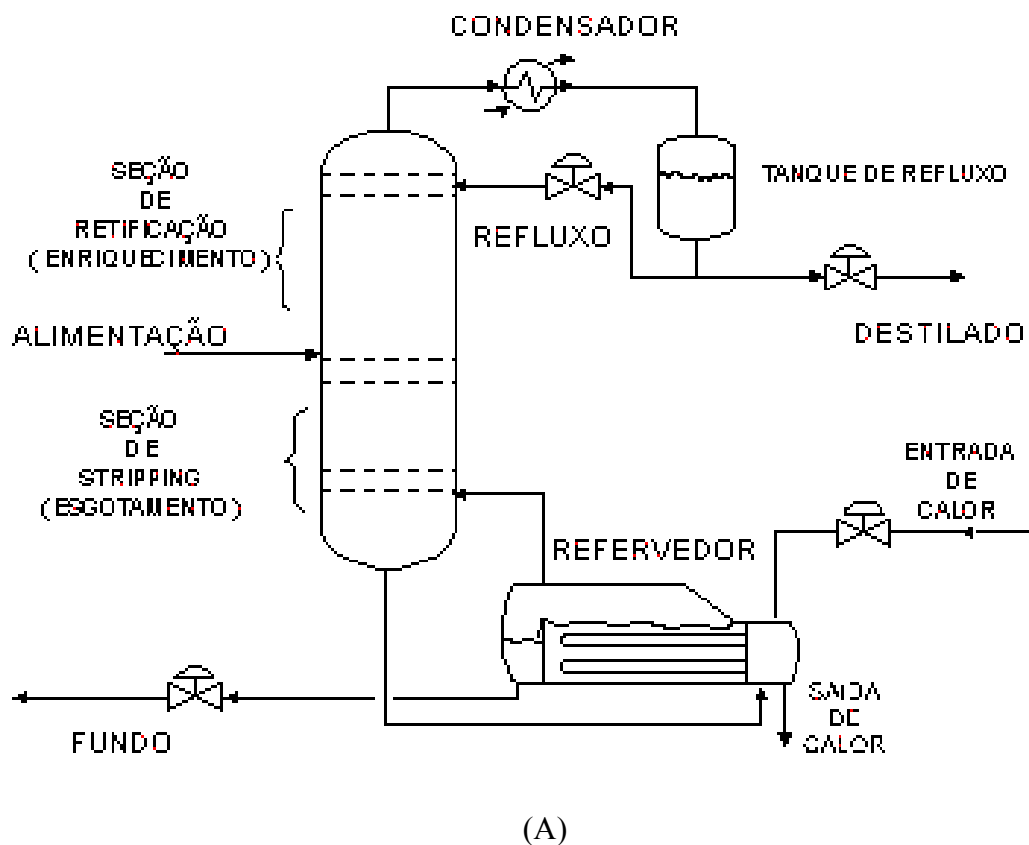 CONDENSADOR
SEÇÃO
DE
RETIFICAÇÃO
(ENRIQUECIMENTO)
TANQUE DE REFLUXO
REFLUXO
ALIMENTAÇÃO
DESTILADO
SEÇÃO
DE
STRIPPING
(ESGOTAMENTO)
ENTRADA
DE
CALOR
REFERVEDOR
FUNDO
SAIDA
DE
CALOR
(A)